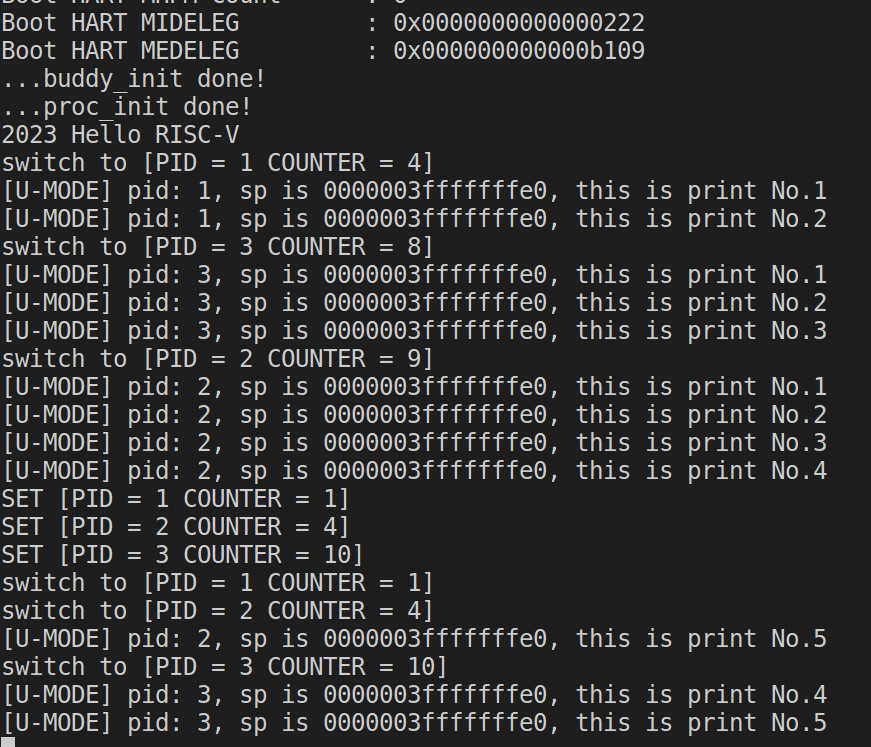 Boot HART MIDELEG : 0x0000000000000222
Boot HART MEDELEG : 0x000000000000b109
...buddy_init done!
...proc_init done!
2023 Hello RISC-V
switch to [PID = 1 COUNTER = 4]
[U-MODE] pid: 1, sp is 0000003fffffffe0, this is print No.1
[U-MODE] pid: 1, sp is 0000003fffffffe0, this is print No.2
switch to [PID = 3 COUNTER = 8]
[U-MODE] pid: 3, sp is 0000003fffffffe0, this is print No.1
[U-MODE] pid: 3, sp is 0000003fffffffe0, this is print No.2
[U-MODE] pid: 3, sp is 0000003fffffffe0, this is print No.3
switch to [PID = 2 COUNTER = 9]
[U-MODE] pid: 2, sp is 0000003fffffffe0, this is print No.1
[U-MODE] pid: 2, sp is 0000003fffffffe0, this is print No.2
[U-MODE] pid: 2, sp is 0000003fffffffe0, this is print No.3
[U-MODE] pid: 2, sp is 0000003fffffffe0, this is print No.4
SET [PID = 1 COUNTER = 1]
SET [PID = 2 COUNTER = 4]
SET [PID = 3 COUNTER = 10]
switch to [PID = 1 COUNTER = 1]
switch to [PID = 2 COUNTER = 4]
[U-MODE] pid: 2, sp is 0000003fffffffe0, this is print No.5
switch to [PID = 3 COUNTER = 10]
[U-MODE] pid: 3, sp is 0000003fffffffe0, this is print No.4
[U-MODE] pid: 3, sp is 0000003fffffffe0, this is print No.5